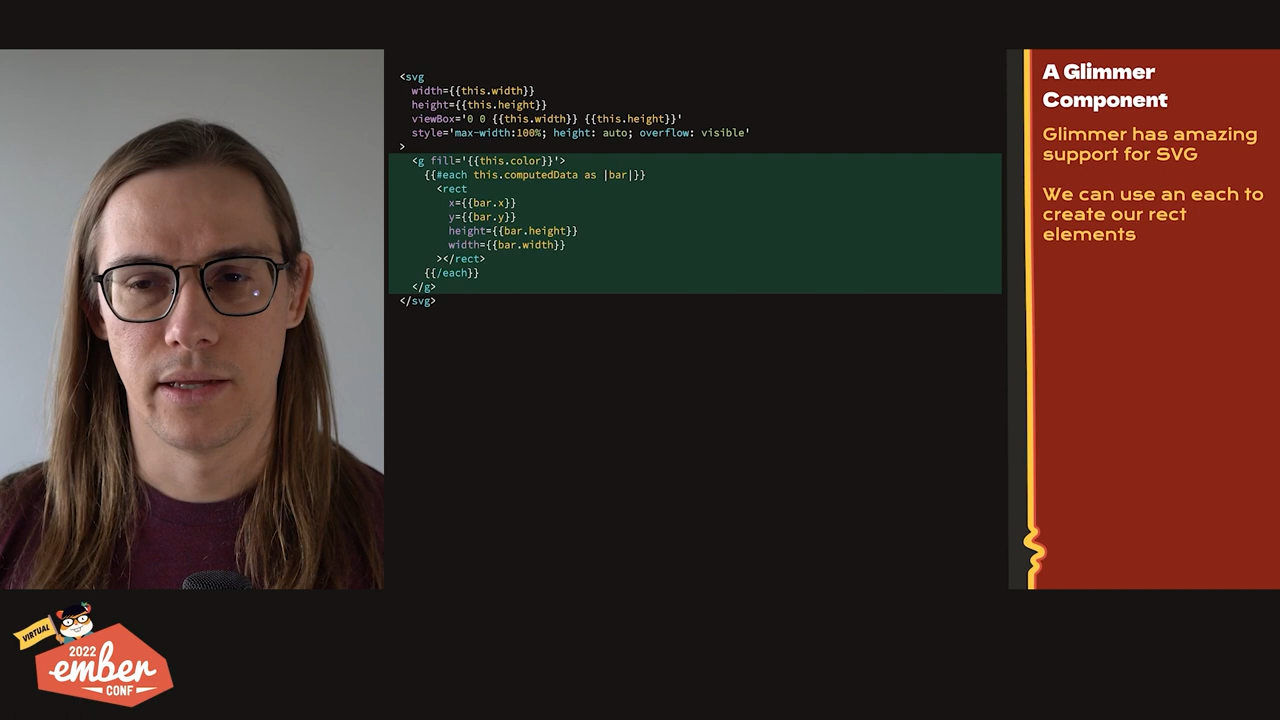 <svg
width={{this.width}}
height={{this.height}}
viewBox='0 0 {{this.width}} {{this.height}}'
style='max-width:100%; height: auto; overflow: visible'
>
<g fill='{{this.color}}'>
{{#each this.computedData as |bar|}}
<rect
x={{bar.x}}
y={{bar.y}}
height={{bar.height}}
width={{bar.width}}
></rect>
{{/each}}
</g>
</svg>
A Glimmer
Component
Glimmer has amazing
support for SVG
We can use an each to
create our rect
elements
VIRTUAL
2022
ember
CONF